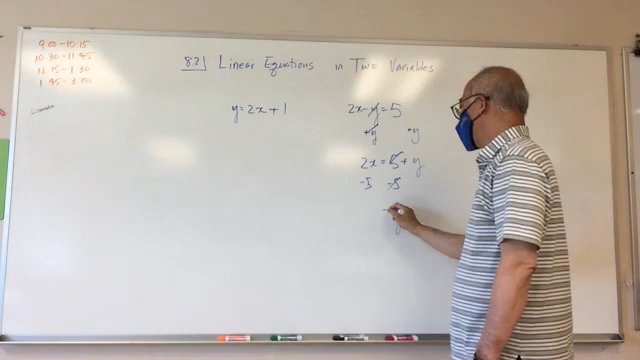 9:00 - 10:15
10:30 - 11:45
12:15 - 1:30
1:45 - 3:00
8.2 Linear Equations in Two Variables
y = 2x + 1
2x - y = 5
+y +y
2x = 5 + y
-5 -5